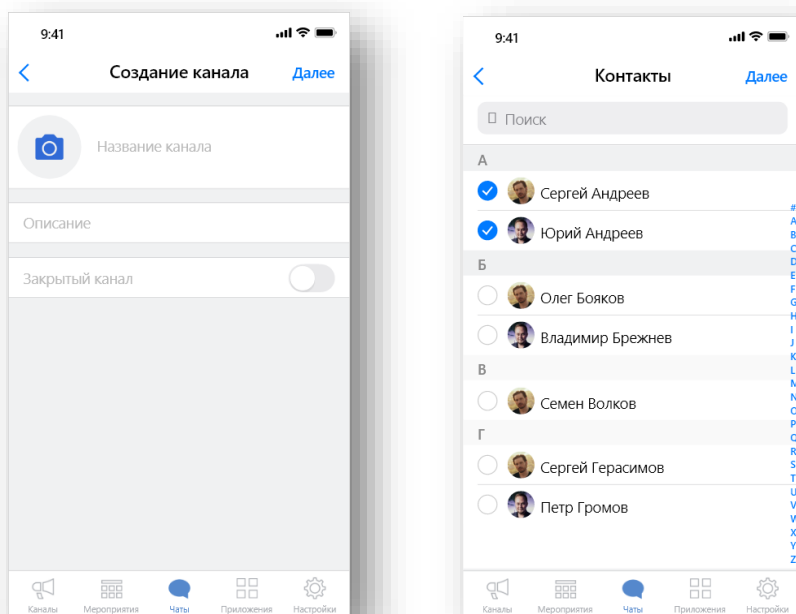 9:41
Создание канала
Далее
Название канала
Описание
Закрытый канал
Каналы Мероприятия Чаты Приложения Настройки
9:41
Контакты
Далее
Поиск
А
Сергей Андреев
Юрий Андреев
Б
Олег Бояков
Владимир Брежнев
В
Семен Волков
Г
Сергей Герасимов
Петр Громов
#
A
B
C
D
E
F
G
H
I
J
K
L
M
N
O
P
Q
R
S
T
U
V
W
X
Y
Z
Каналы Мероприятия Чаты Приложения Настройки